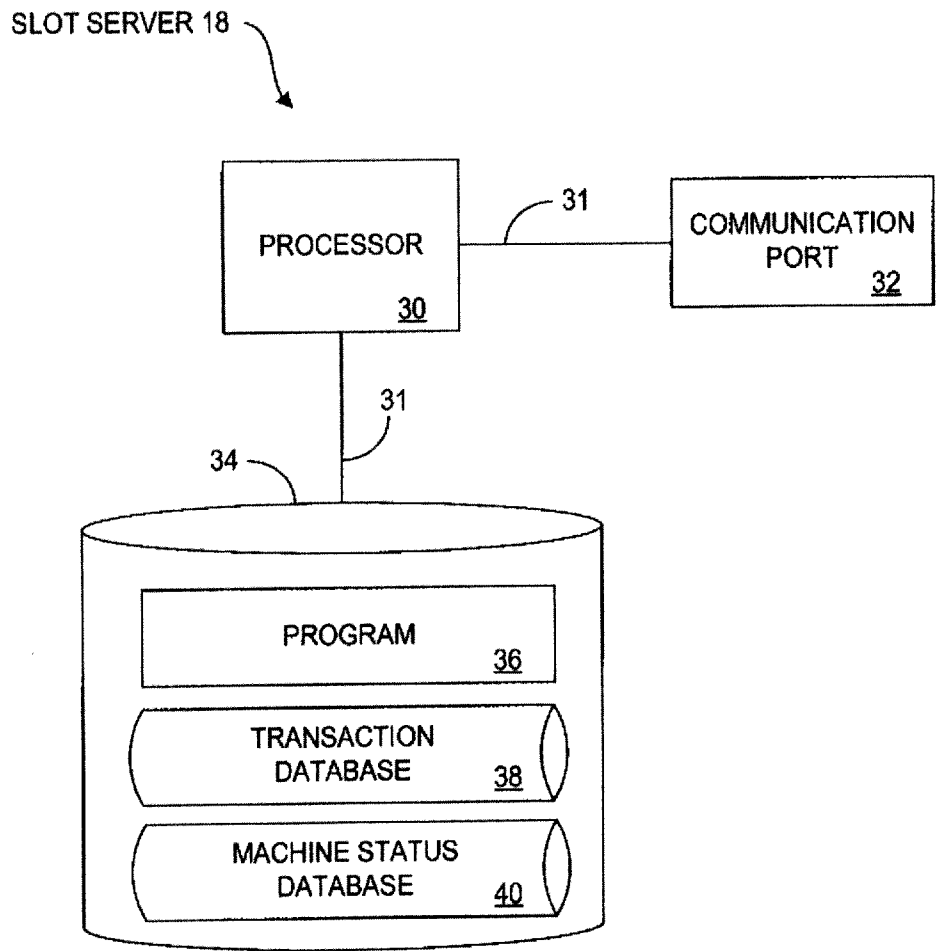 SLOT SERVER 18
PROCESSOR
30
31
COMMUNICATION
PORT
32
31
34
PROGRAM
36
TRANSACTION
DATABASE
38
MACHINE STATUS
DATABASE
40